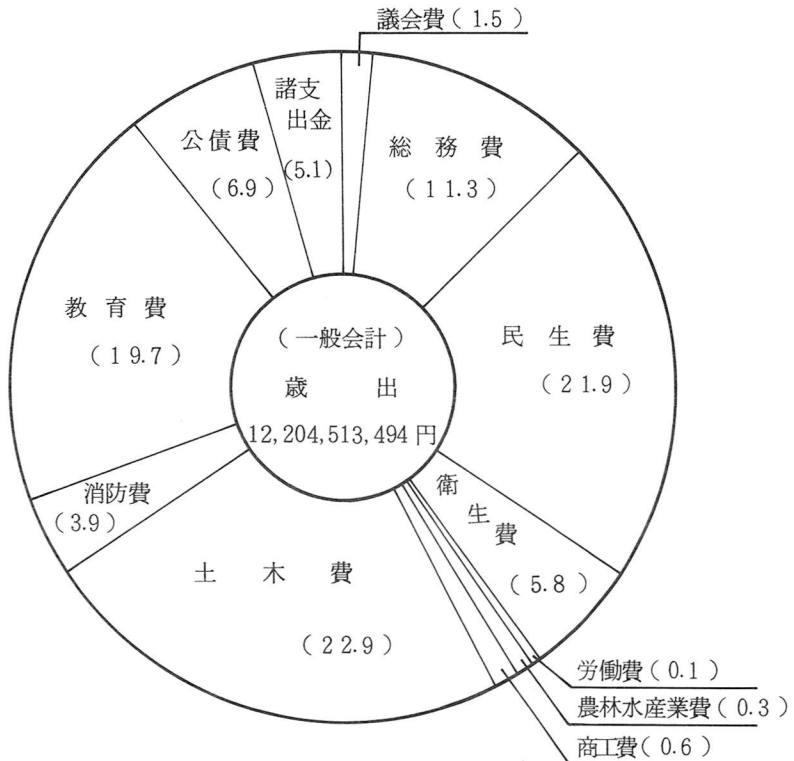 議会費(1.5)
総務費
(11.3)
民生費
(21.9)
衛生費
(5.8)
労働費(0.1)
農林水産業費(0.3)
商工費(0.6)
土木費
(22.9)
消防費
(3.9)
教育費
(19.7)
公債費
(6.9)
諸支
出金
(5.1)
(一般会計)
歳出
12,204,513,494円